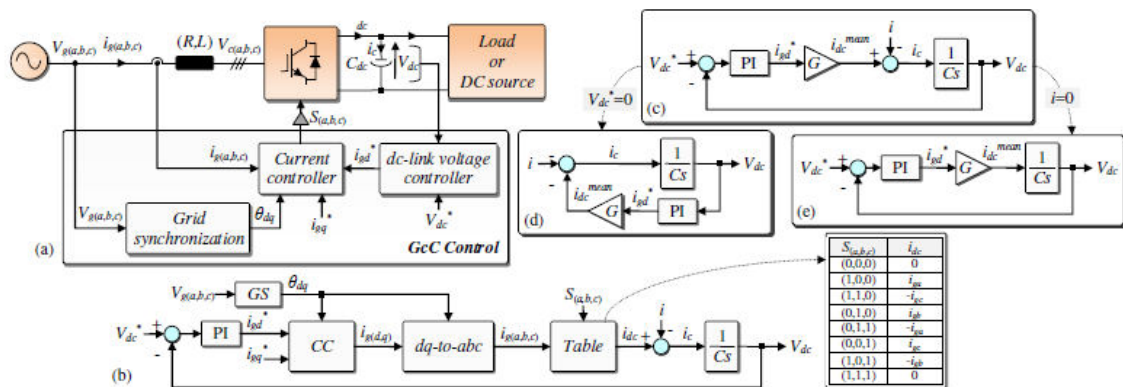 V_g(a,b,c) i_g(a,b,c) (R,L) V_c(a,b,c)
dc
i_c
C_dc V_dc
Load
or
DC source
S_(a,b,c)
i_g(a,b,c)
Current
controller
i_gd*
dc-link voltage
controller
V_g(a,b,c)
Grid
synchronization
θ_dq
i_gq*
V_dc*
(a)
GcC Control
V_dc* + - PI i_gd* G i_dc^mean + i - i_c 1/Cs V_dc
(c)
V_dc*=0
i=0
i - - i_c 1/Cs V_dc
i_dc^mean G i_gd* PI
(d)
V_dc* + - PI i_gd* G i_dc^mean 1/Cs V_dc
(e)
V_g(a,b,c) GS θ_dq
V_dc* + - PI i_gd* i_gq* CC i_g(d,q) dq-to-abc i_g(a,b,c) S_(a,b,c) Table i_dc + i - i_c 1/Cs V_dc
(b)
S_(a,b,c) i_dc
(0,0,0) 0
(1,0,0) i_ga
(1,1,0) -i_gc
(0,1,0) i_gb
(0,1,1) -i_ga
(0,0,1) i_gc
(1,0,1) -i_gb
(1,1,1) 0